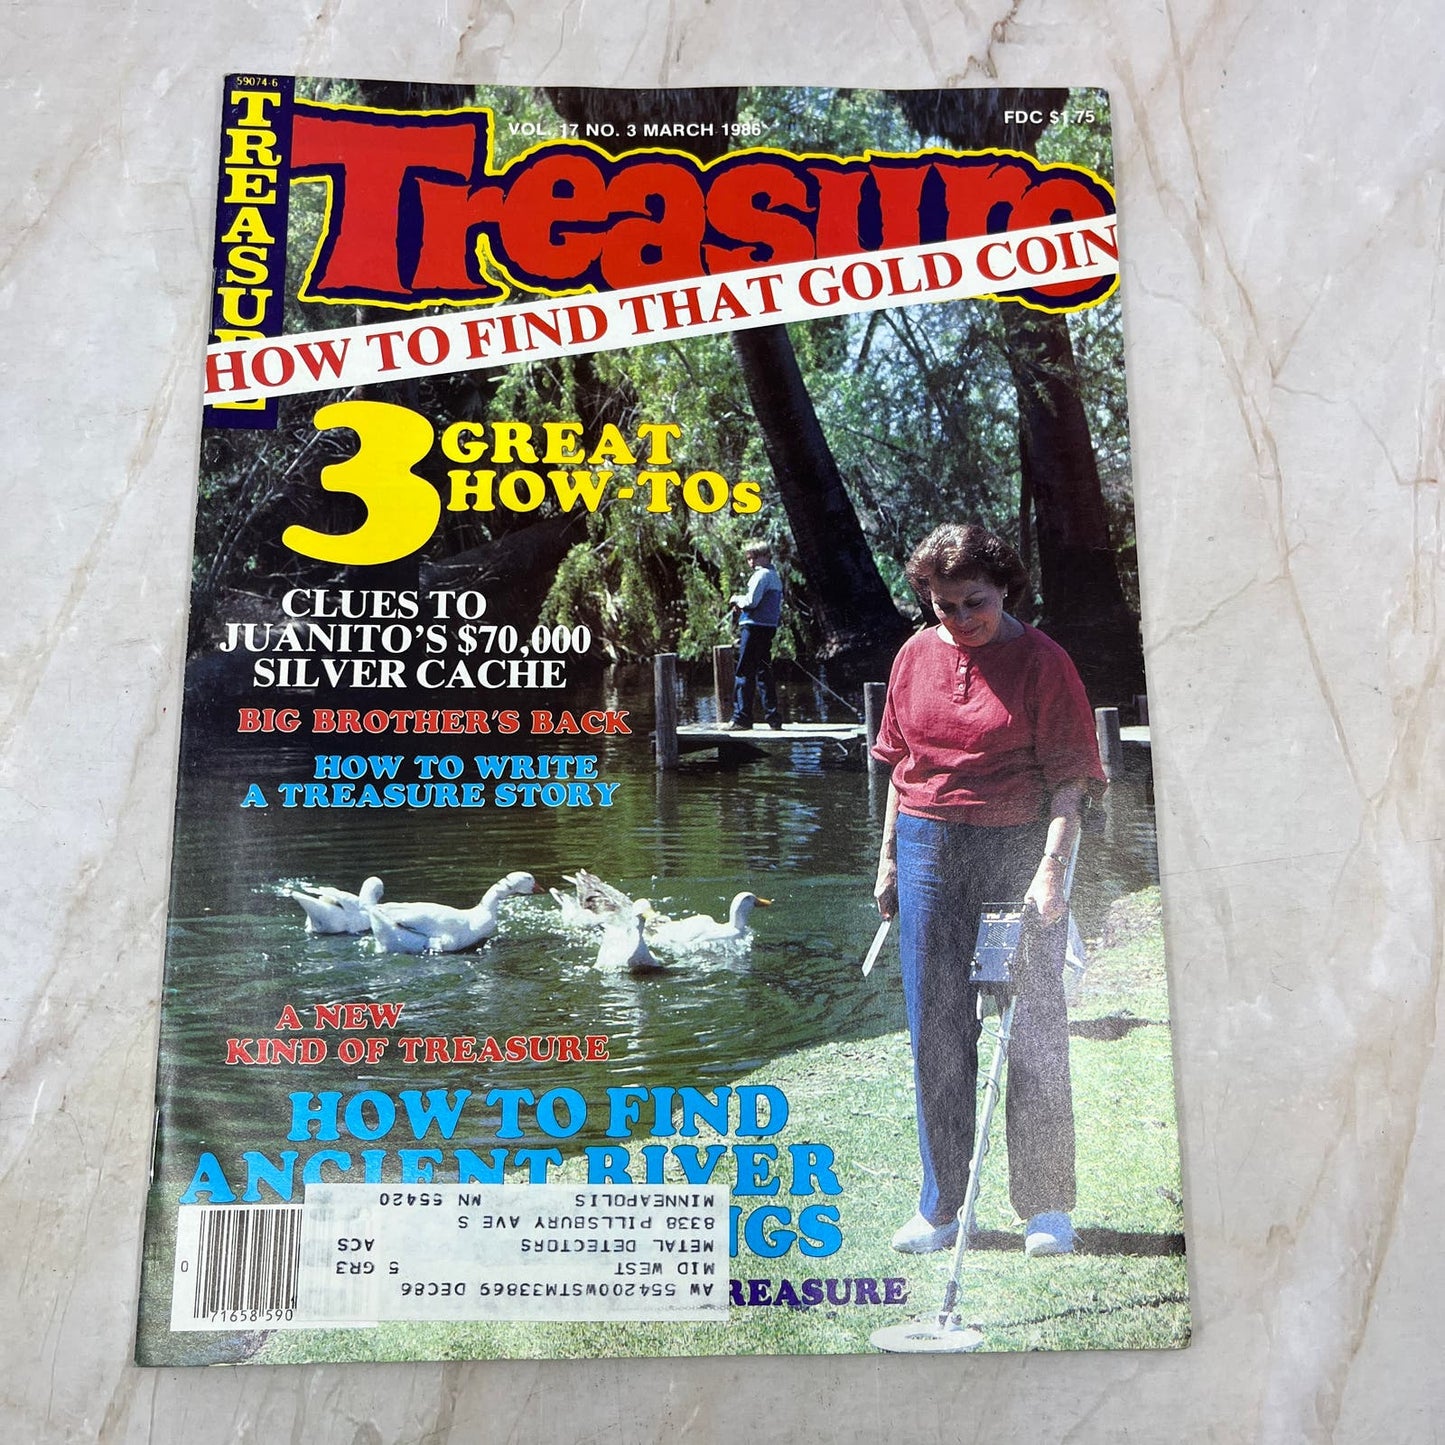 59074-6
TREASURE
VOL. 17 NO. 3 MARCH 1986
FDC $1.75
Treasure
HOW TO FIND THAT GOLD COIN
3 GREAT
HOW-TOs
CLUES TO
JUANITO'S $70,000
SILVER CACHE
BIG BROTHER'S BACK
HOW TO WRITE
A TREASURE STORY
A NEW
KIND OF TREASURE
HOW TO FIND
ANCIENT RIVER
NGS
REASURE
AW 554200WSTM33869 DEC86
MID WEST 5 GR3
METAL DETECTORS ACS
8338 PILLSBURY AVE S
MINNEAPOLIS MN 55420
0
71658 590